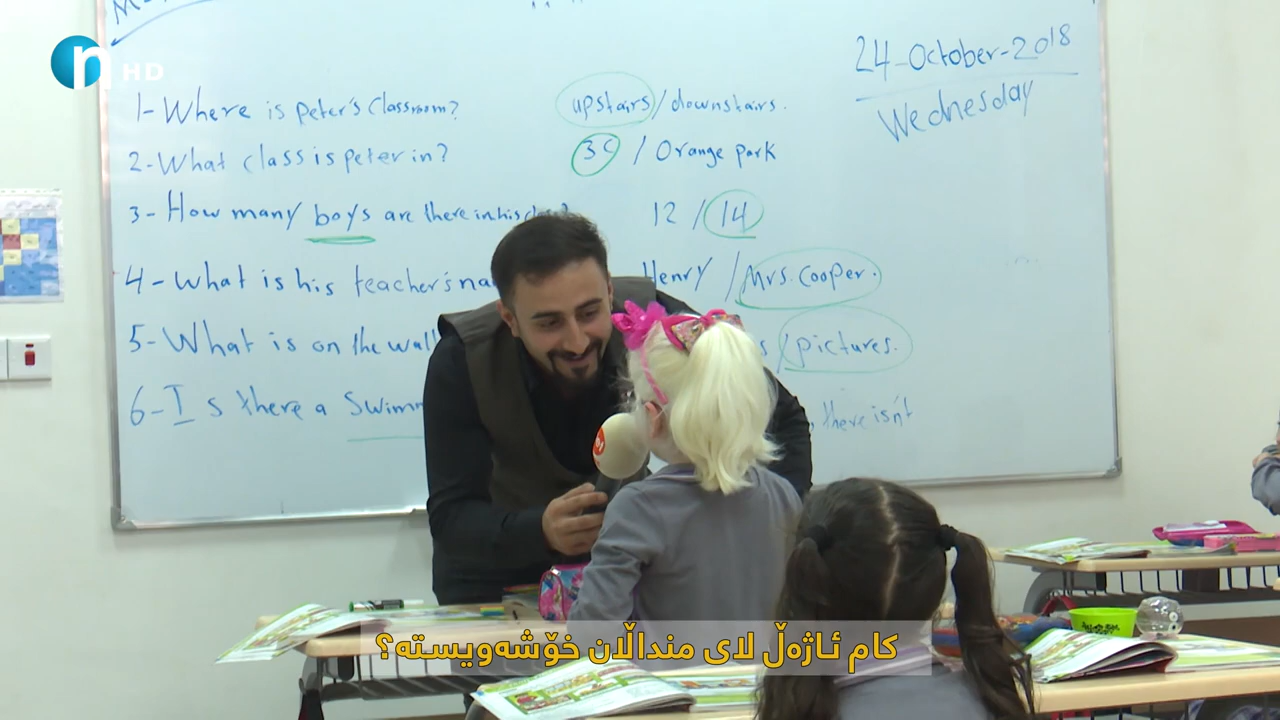 n HD
24-October-2018
Wednesday
1-Where is peter's classroom? upstairs/downstairs.
2-What class is peter in? 3C / Orange park
3- How many boys are there in his 12 / 14
4- What is his teacher's Henry / Mrs. Cooper.
5- What is on the wall / pictures.
6- Is there a , there isn't
کام ئاژەڵ لای منداڵان خۆشەویستە؟